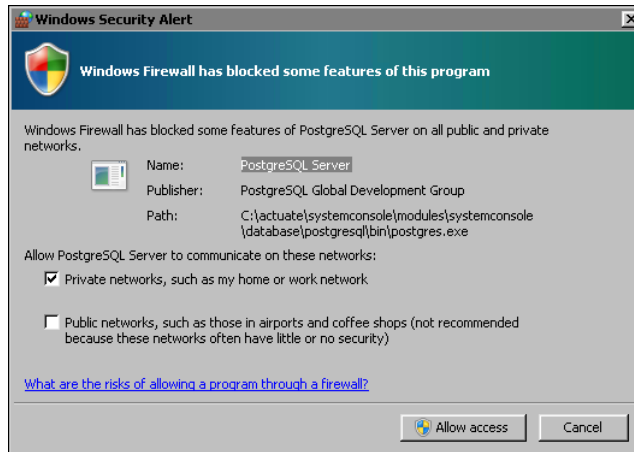 Windows Security Alert
Windows Firewall has blocked some features of this program
Windows Firewall has blocked some features of PostgreSQL Server on all public and private
networks.
Name: PostgreSQL Server
Publisher: PostgreSQL Global Development Group
Path: C:\actuate\systemconsole\modules\systemconsole
\database\postgresql\bin\postgres.exe
Allow PostgreSQL Server to communicate on these networks:
Private networks, such as my home or work network
Public networks, such as those in airports and coffee shops (not recommended
because these networks often have little or no security)
What are the risks of allowing a program through a firewall?
Allow access Cancel